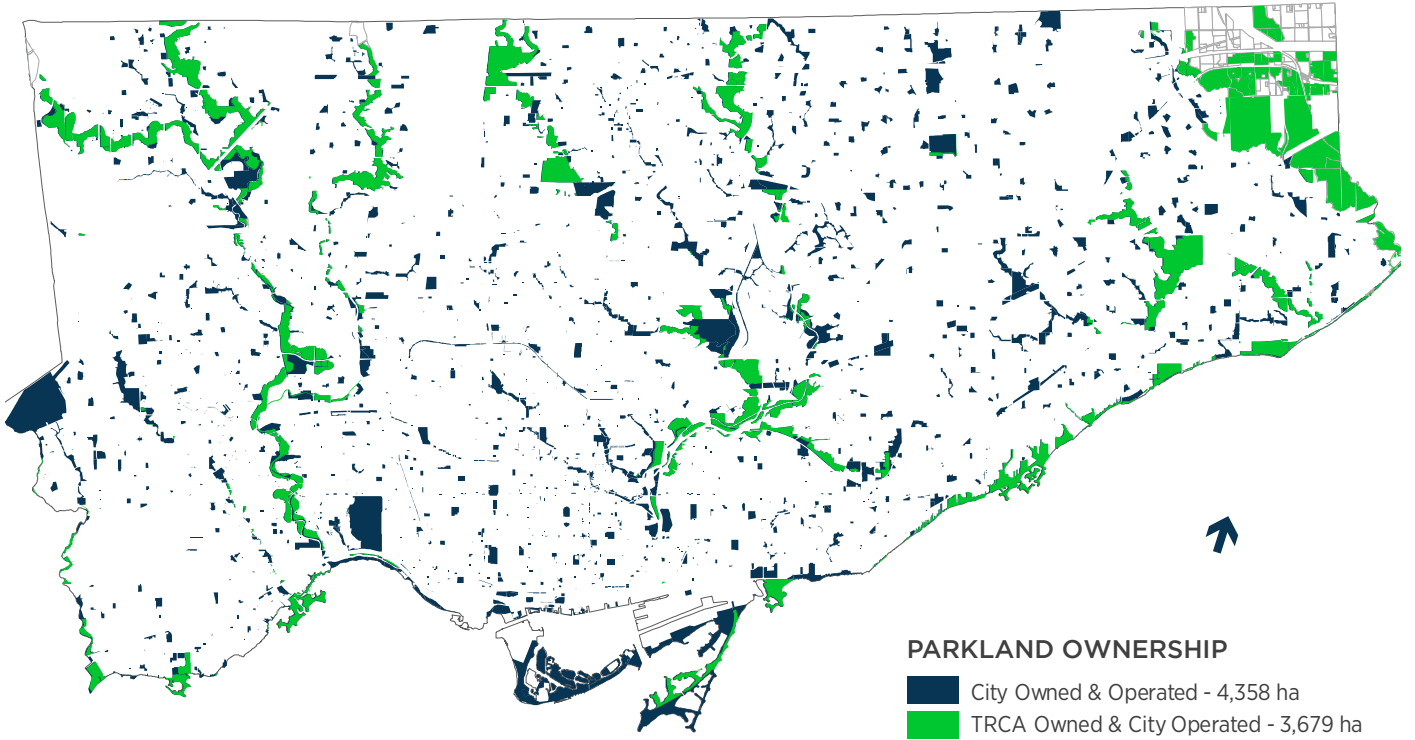 PARKLAND OWNERSHIP
City Owned & Operated - 4,358 ha
TRCA Owned & City Operated - 3,679 ha